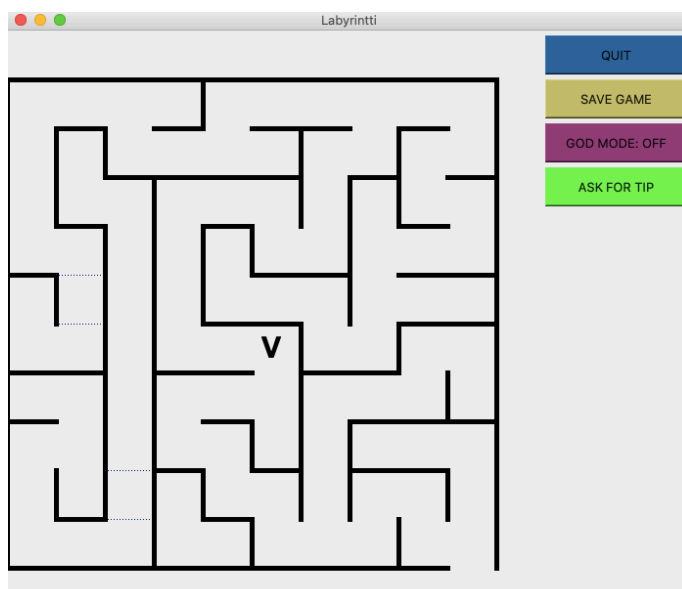 Labyrintti
QUIT
SAVE GAME
GOD MODE: OFF
ASK FOR TIP
V